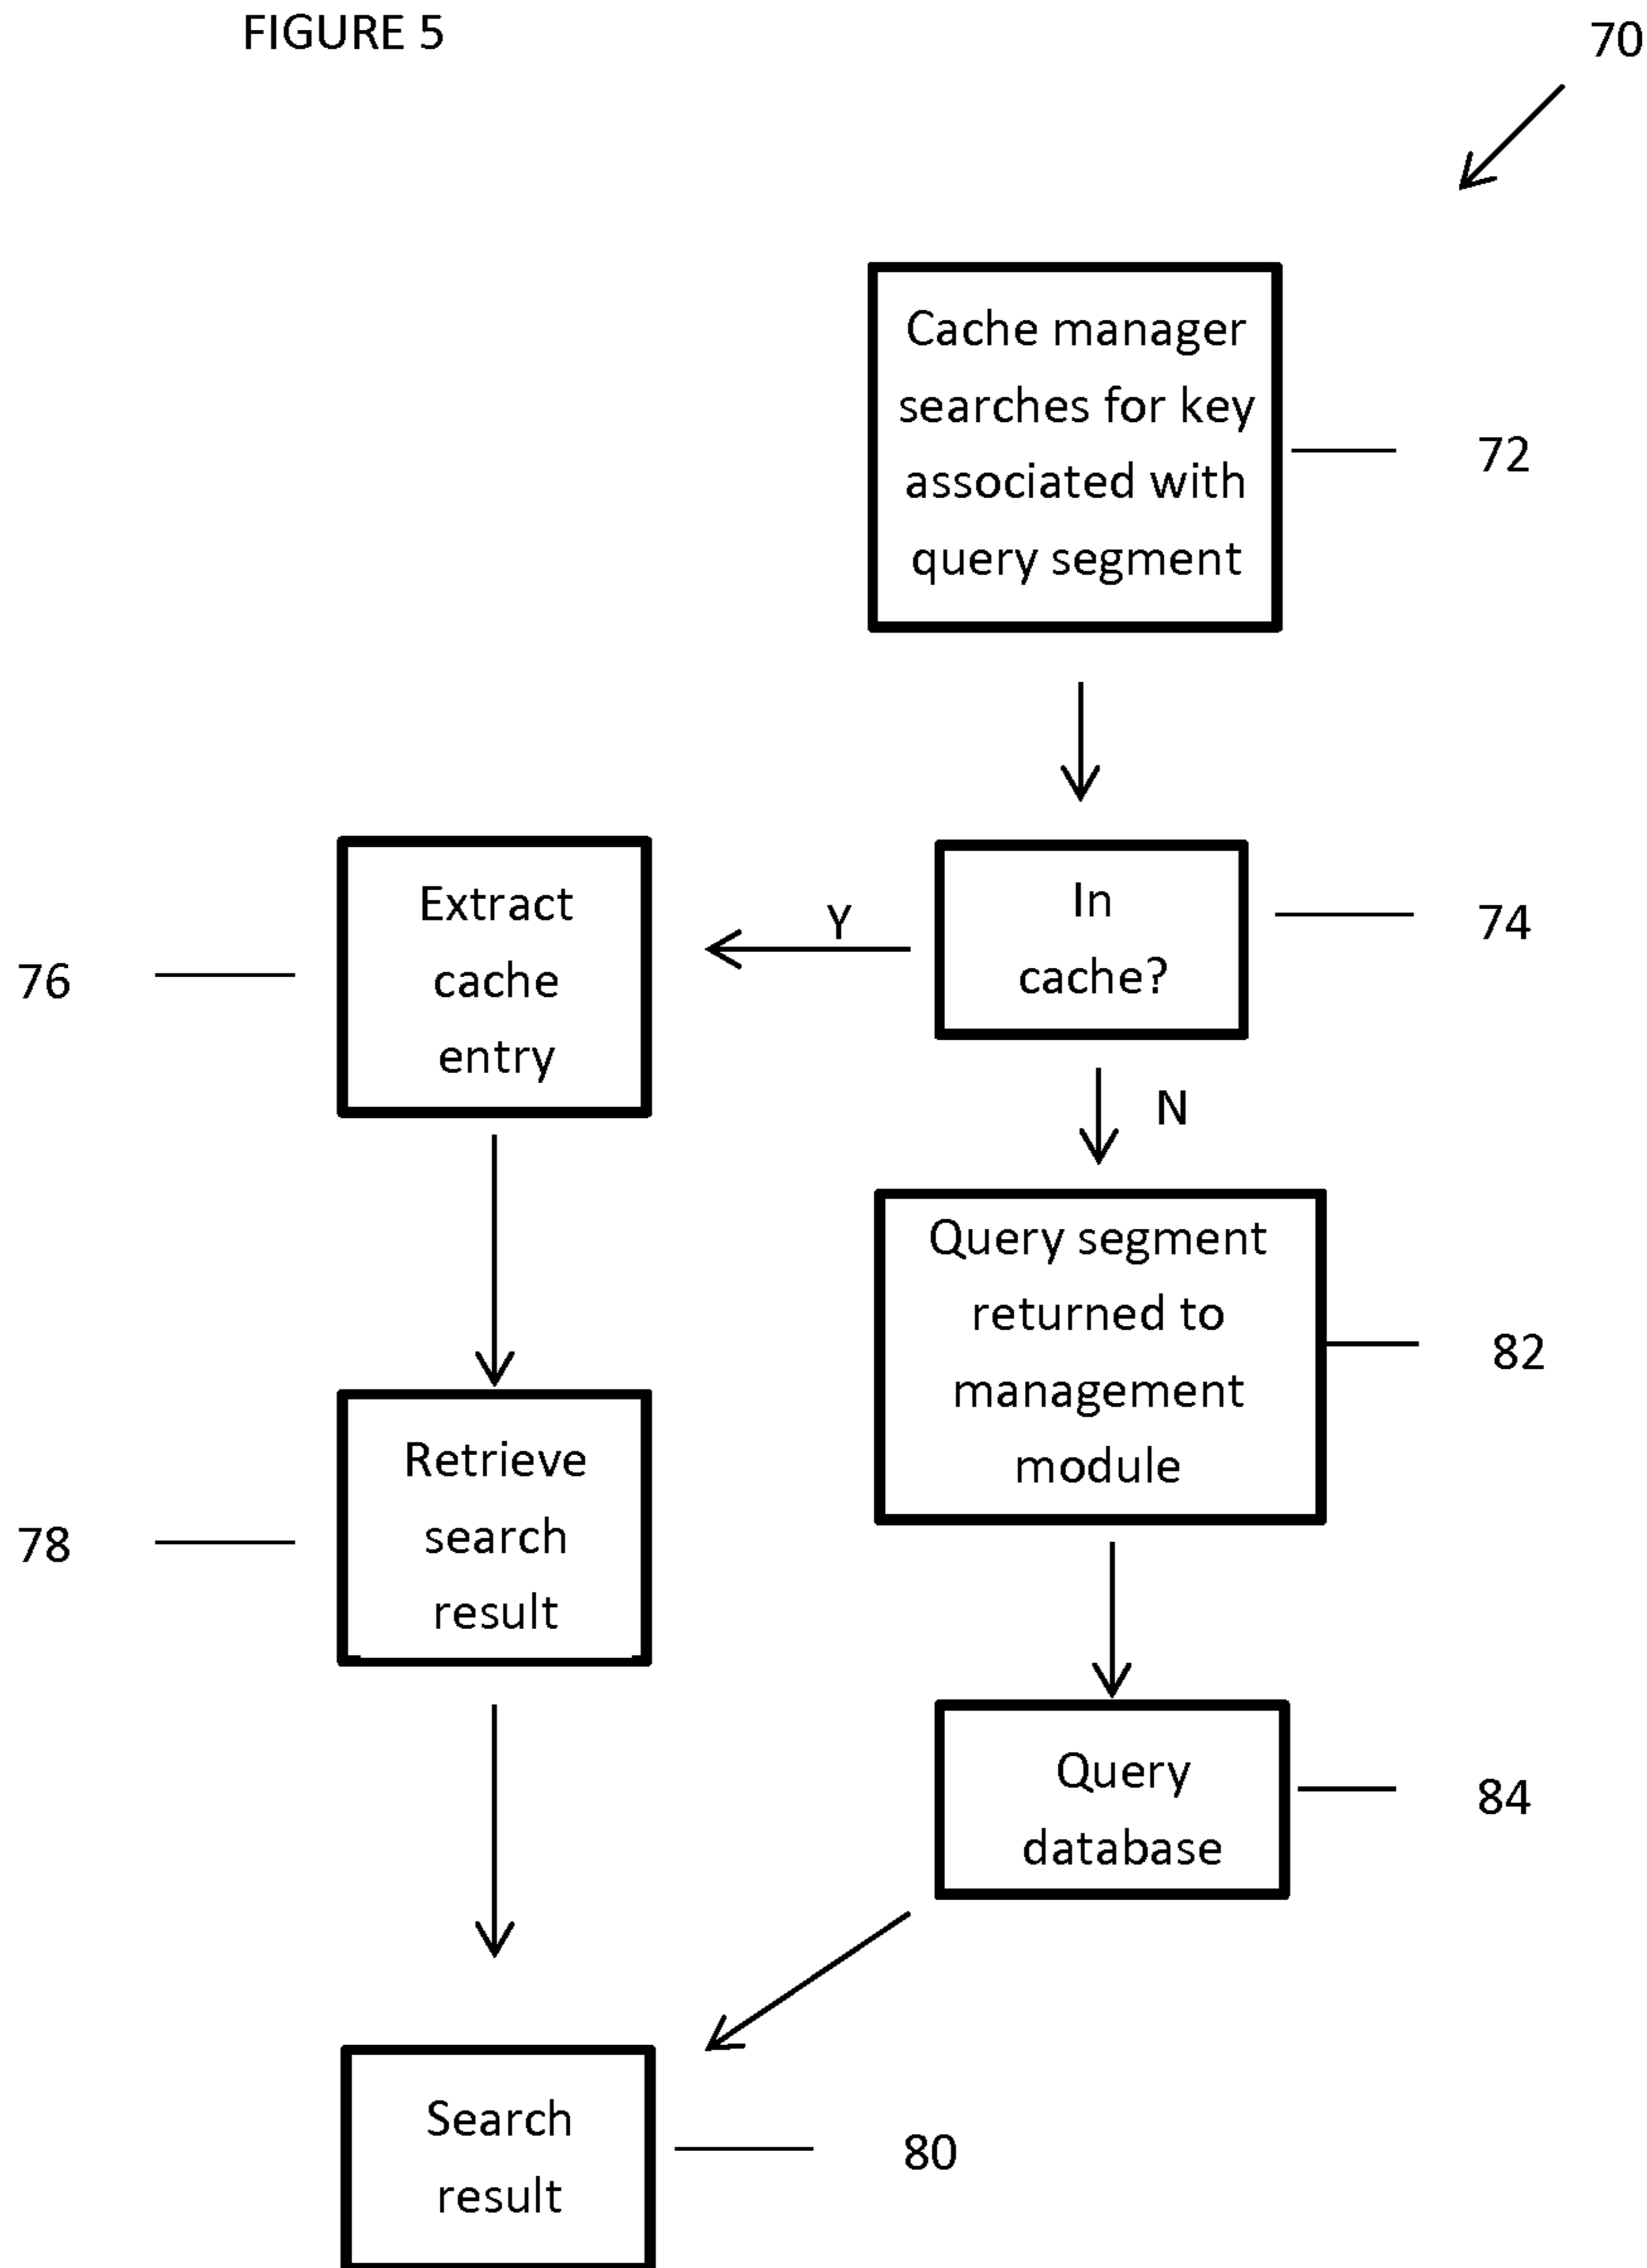 FIGURE 5
70
Cache manager
searches for key
associated with
query segment
72
In
cache?
74
Y
Extract
cache
entry
76
N
Query segment
returned to
management
module
82
Retrieve
search
result
78
Query
database
84
Search
result
80